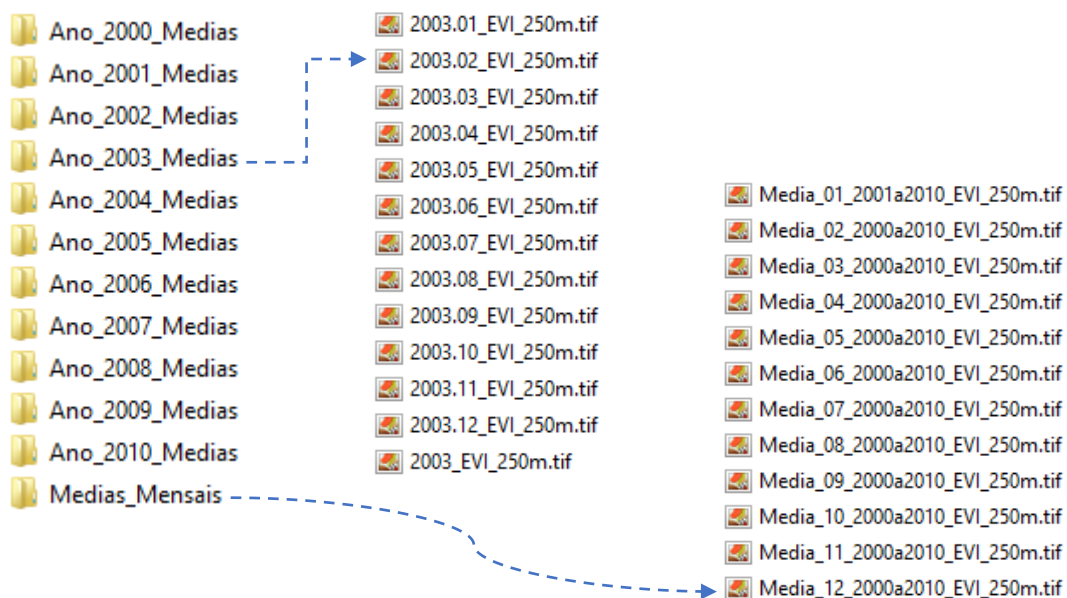 Ano_2000_Medias
Ano_2001_Medias
Ano_2002_Medias
Ano_2003_Medias
Ano_2004_Medias
Ano_2005_Medias
Ano_2006_Medias
Ano_2007_Medias
Ano_2008_Medias
Ano_2009_Medias
Ano_2010_Medias
Medias_Mensais
2003.01_EVI_250m.tif
2003.02_EVI_250m.tif
2003.03_EVI_250m.tif
2003.04_EVI_250m.tif
2003.05_EVI_250m.tif
2003.06_EVI_250m.tif
2003.07_EVI_250m.tif
2003.08_EVI_250m.tif
2003.09_EVI_250m.tif
2003.10_EVI_250m.tif
2003.11_EVI_250m.tif
2003.12_EVI_250m.tif
2003_EVI_250m.tif
Media_01_2001a2010_EVI_250m.tif
Media_02_2000a2010_EVI_250m.tif
Media_03_2000a2010_EVI_250m.tif
Media_04_2000a2010_EVI_250m.tif
Media_05_2000a2010_EVI_250m.tif
Media_06_2000a2010_EVI_250m.tif
Media_07_2000a2010_EVI_250m.tif
Media_08_2000a2010_EVI_250m.tif
Media_09_2000a2010_EVI_250m.tif
Media_10_2000a2010_EVI_250m.tif
Media_11_2000a2010_EVI_250m.tif
Media_12_2000a2010_EVI_250m.tif